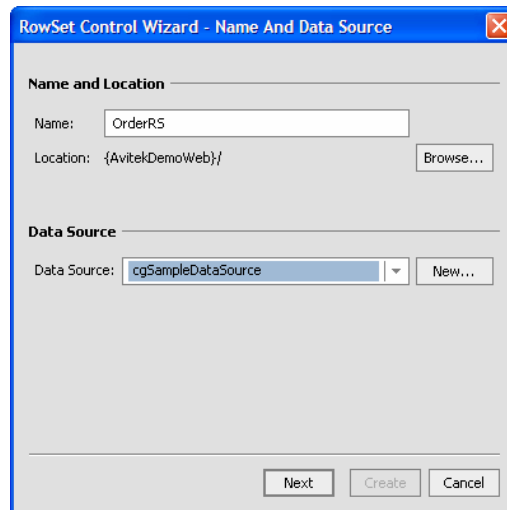 RowSet Control Wizard - Name And Data Source
Name and Location
Name: OrderRS
Location: {AvitekDemoWeb}/ Browse...
Data Source
Data Source: cgSampleDataSource New...
Next Create Cancel